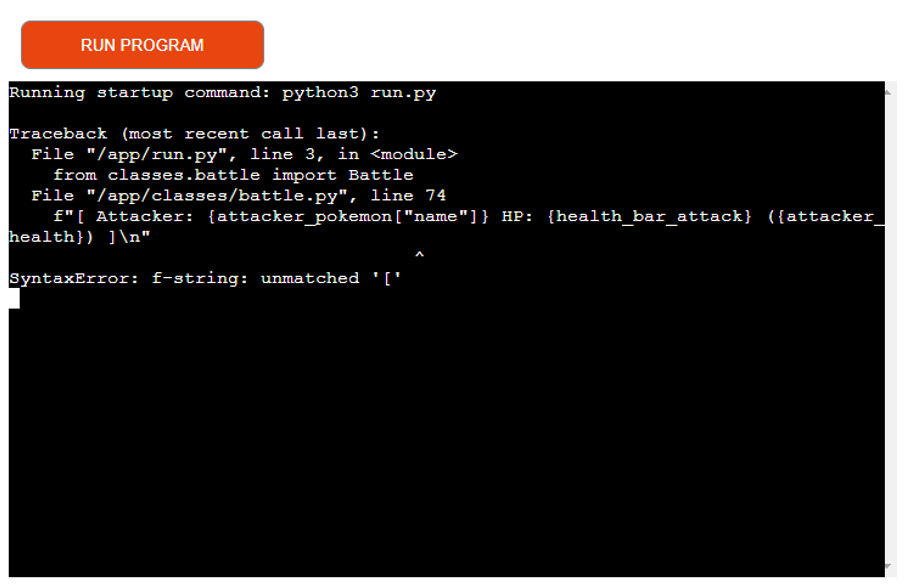 RUN PROGRAM
Running startup command: python3 run.py
Traceback (most recent call last):
  File "/app/run.py", line 3, in <module>
    from classes.battle import Battle
  File "/app/classes/battle.py", line 74
    f"[ Attacker: {attacker_pokemon["name"]} HP: {health_bar_attack} ({attacker_
health}) ]\n"
                                     ^
SyntaxError: f-string: unmatched '['